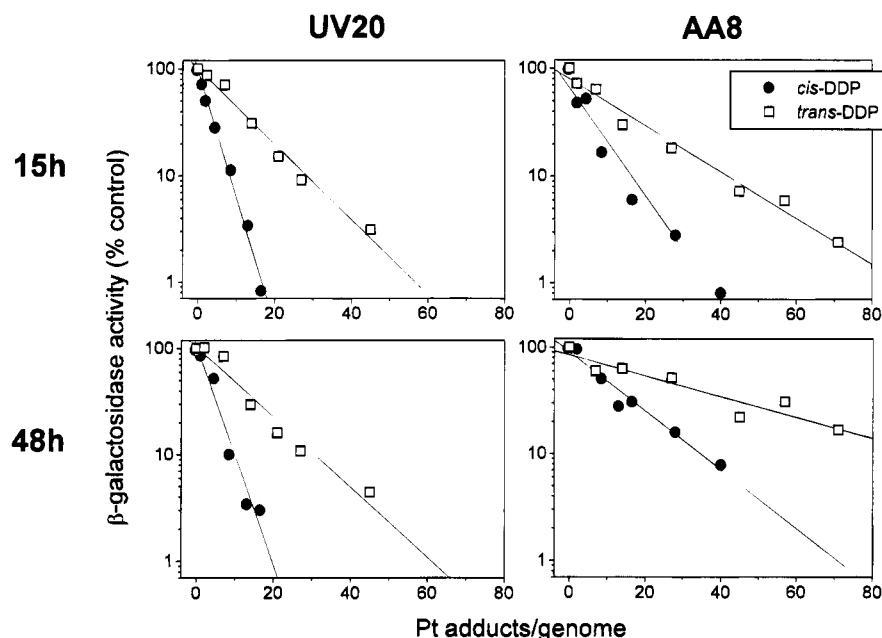 UV20
AA8
15h
48h
β-galactosidase activity (% control)
100
10
1
0 20 40 60 80
100
10
1
0 20 40 60 80
cis-DDP
trans-DDP
100
10
1
0 20 40 60 80
100
10
1
0 20 40 60 80
Pt adducts/genome